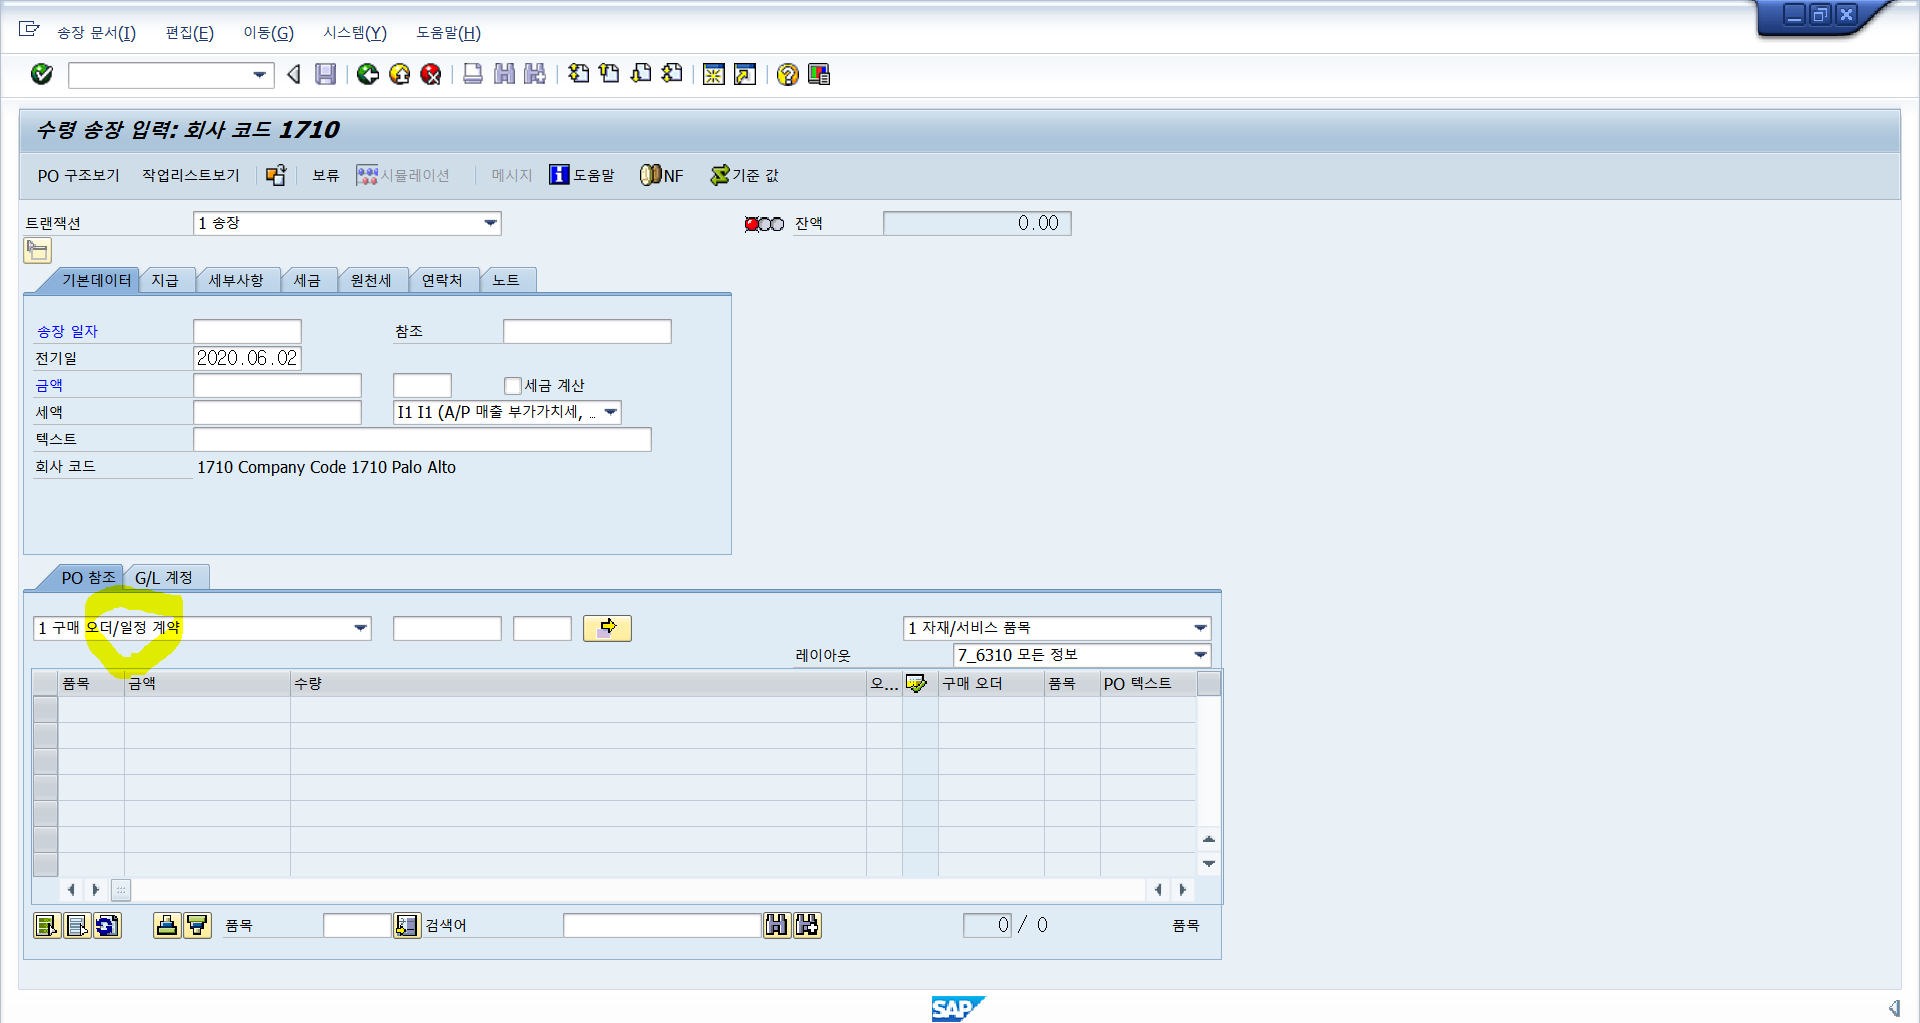 송장 문서(I) 편집(E) 이동(G) 시스템(Y) 도움말(H)
수령 송장 입력: 회사 코드 1710
PO 구조보기 작업리스트보기 보류 시뮬레이션 메시지 도움말 NF 기준 값
트랜잭션 1 송장 잔액 0.00
기본데이터 지급 세부사항 세금 원천세 연락처 노트
송장 일자 참조
전기일 2020.06.02
금액 세금 계산
세액 I1 I1 (A/P 매출 부가가치세, ..
텍스트
회사 코드 1710 Company Code 1710 Palo Alto
PO 참조 G/L 계정
1 구매 오더/일정 계약 1 자재/서비스 품목
레이아웃 7_6310 모든 정보
품목 금액 수량 오... 구매 오더 품목 PO 텍스트
품목 검색어 0 / 0 품목
SAP